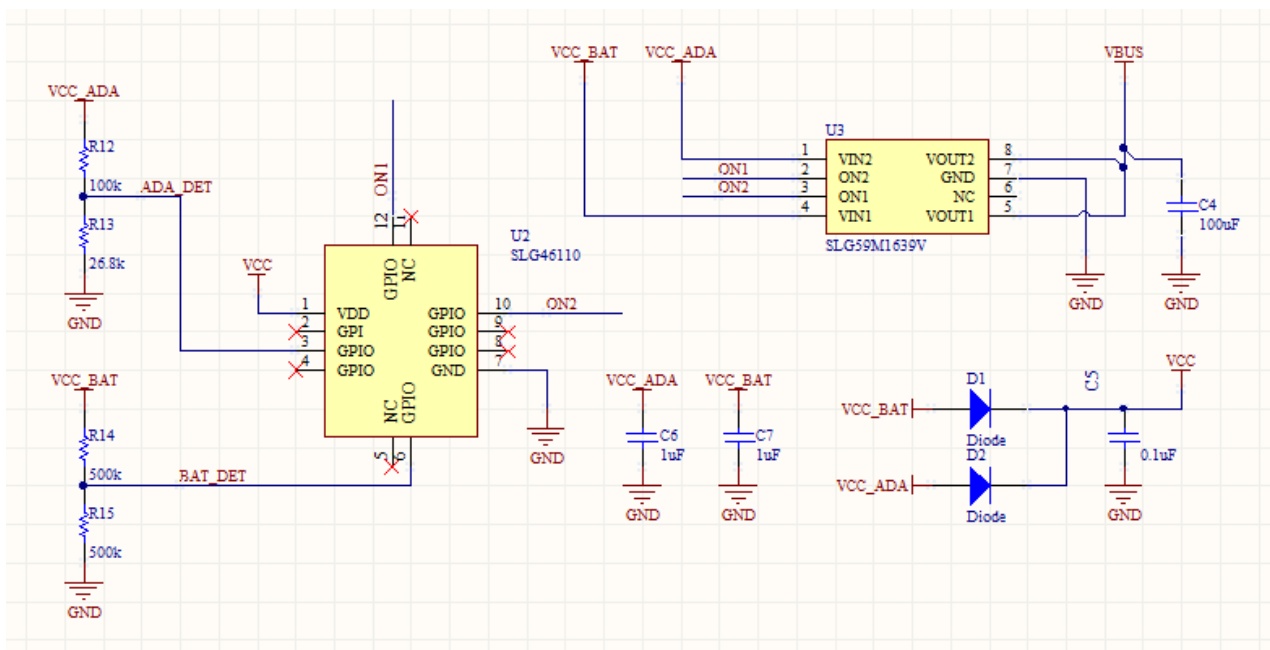 VCC_ADA
R12
100k
ADA_DET
R13
26.8k
GND
VCC_BAT
R14
500k
BAT_DET
R15
500k
GND
ON1
12
11
U2
SLG46110
GPIO
NC
VCC
1
VDD
2
GPI
3
GPIO
4
GPIO
10
GPIO
ON2
9
GPIO
8
GPIO
7
GND
NC
GPIO
5
6
GND
VCC_BAT
VCC_ADA
VBUS
U3
1
VIN2
VOUT2
8
ON1
2
ON2
GND
7
ON2
3
ON1
NC
6
4
VIN1
VOUT1
5
SLG59M1639V
C4
100uF
GND
GND
VCC_ADA
C6
1uF
GND
VCC_BAT
C7
1uF
GND
D1
VCC_BAT
Diode
D2
VCC_ADA
Diode
C5
VCC
0.1uF
GND